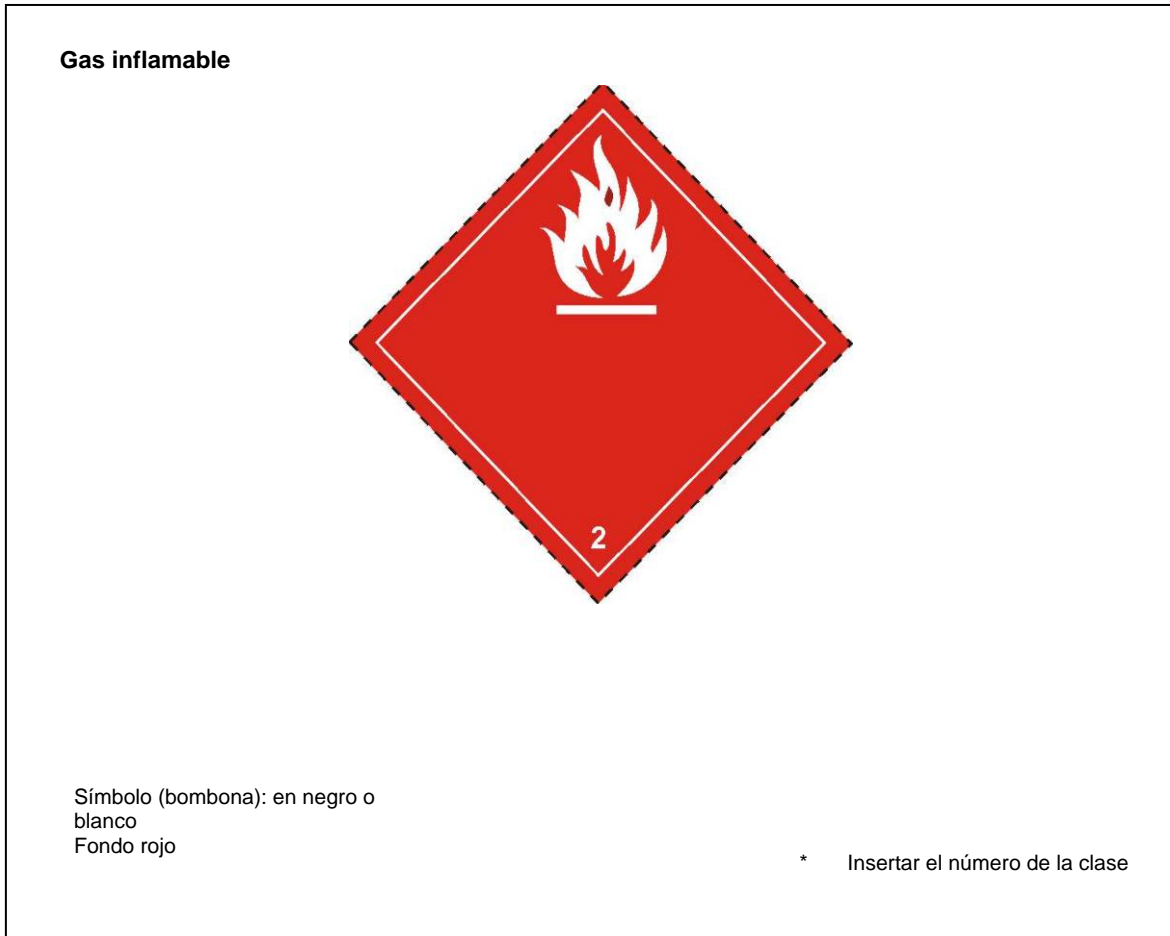 Gas inflamable
2
Símbolo (bombona): en negro o
blanco
Fondo rojo
* Insertar el número de la clase